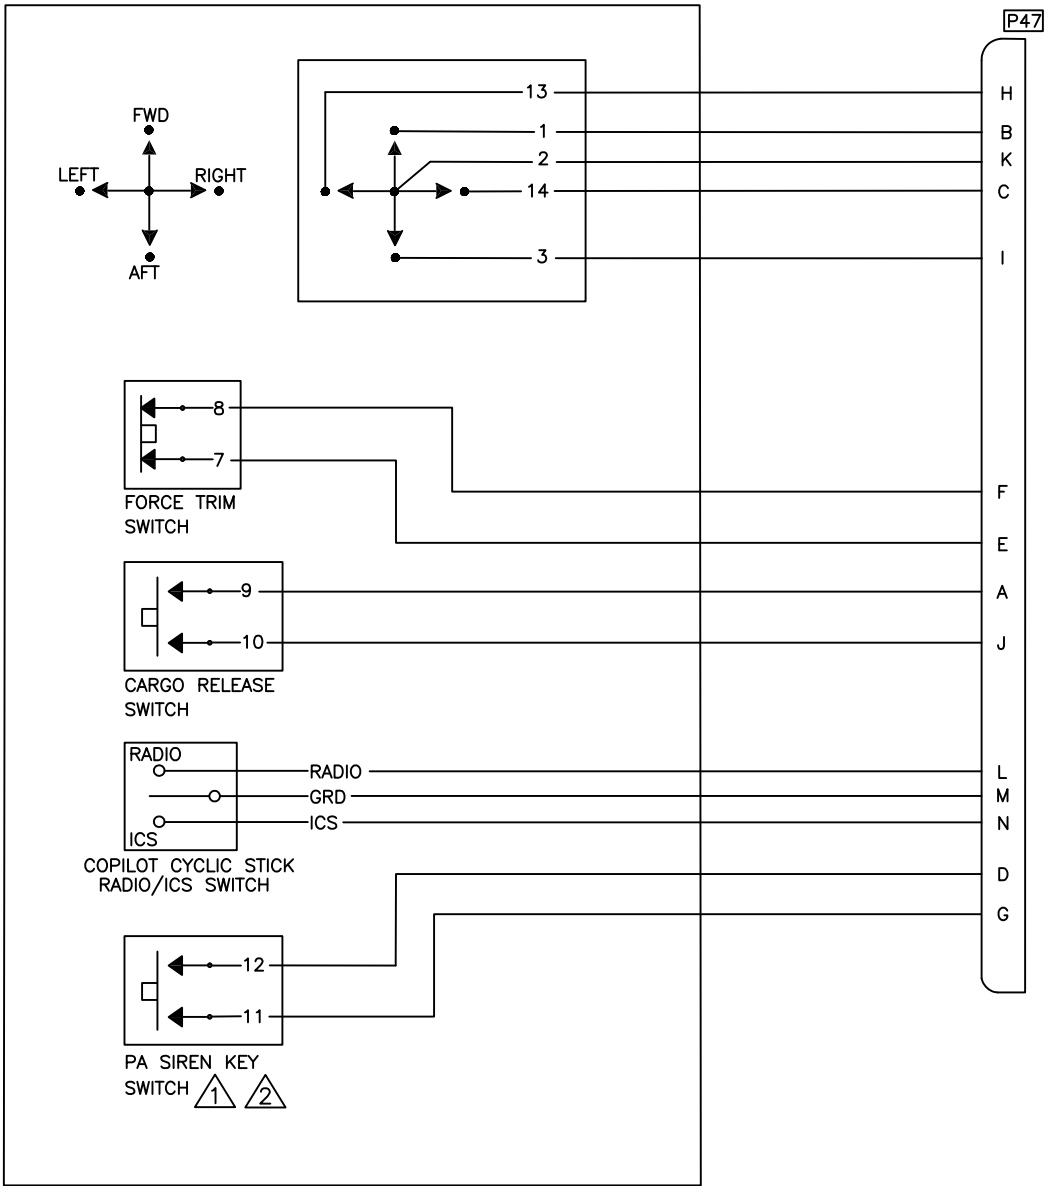 P47
13 H
FWD
1 B
2 K
LEFT RIGHT
14 C
AFT
3 I
8
7
F
FORCE TRIM
SWITCH
E
9 A
10 J
CARGO RELEASE
SWITCH
RADIO
RADIO L
GRD M
ICS N
ICS
COPILOT CYCLIC STICK
RADIO/ICS SWITCH
D
G
12
11
PA SIREN KEY
SWITCH 1 2